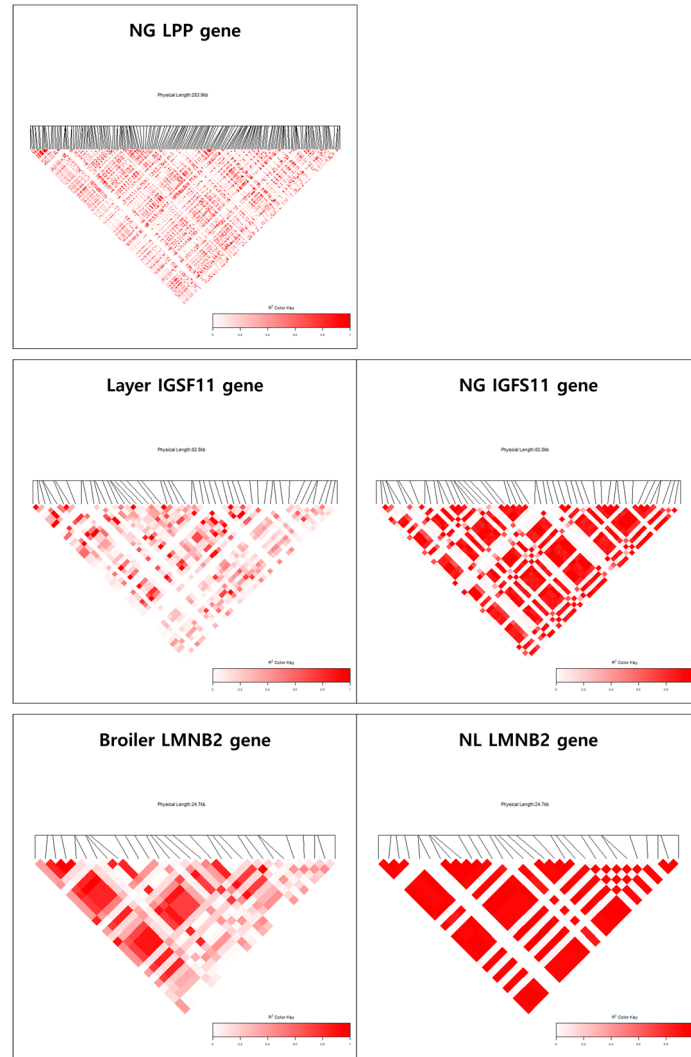 NG LPP gene
Physical Length:283.9kb
R² Color Key
0 0.2 0.4 0.6 0.8 1
Layer IGSF11 gene
Physical Length:82.8kb
R² Color Key
0 0.2 0.4 0.6 0.8 1
NG IGFS11 gene
Physical Length:82.8kb
R² Color Key
0 0.2 0.4 0.6 0.8
Broiler LMNB2 gene
Physical Length:24.7kb
R² Color Key
0 0.2 0.4 0.6 0.8 1
NL LMNB2 gene
Physical Length:24.7kb
R² Color Key
0 0.2 0.4 0.6 0.8